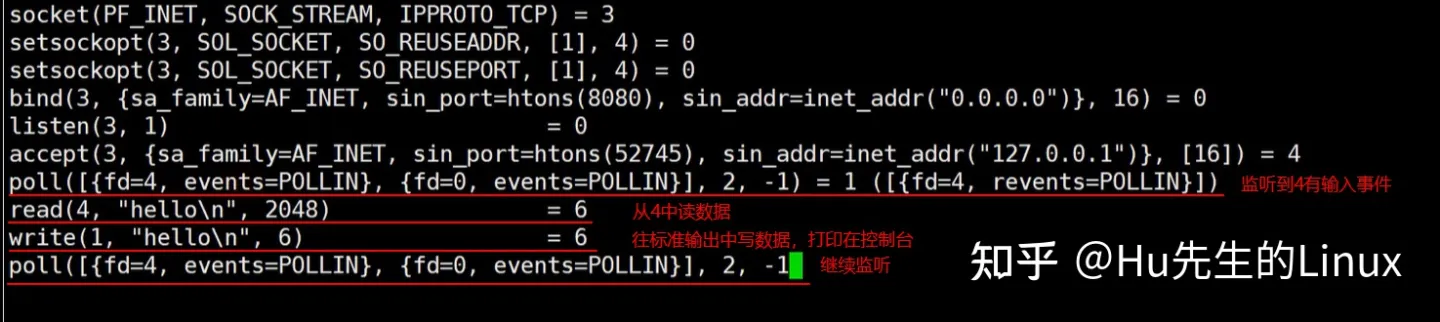 socket(PF_INET, SOCK_STREAM, IPPROTO_TCP) = 3
setsockopt(3, SOL_SOCKET, SO_REUSEADDR, [1], 4) = 0
setsockopt(3, SOL_SOCKET, SO_REUSEPORT, [1], 4) = 0
bind(3, {sa_family=AF_INET, sin_port=htons(8080), sin_addr=inet_addr("0.0.0.0")}, 16) = 0
listen(3, 1) = 0
accept(3, {sa_family=AF_INET, sin_port=htons(52745), sin_addr=inet_addr("127.0.0.1")}, [16]) = 4
poll([{fd=4, events=POLLIN}, {fd=0, events=POLLIN}], 2, -1) = 1 ([{fd=4, revents=POLLIN}]) 监听到4有输入事件
read(4, "hello\n", 2048) = 6 从4中读数据
write(1, "hello\n", 6) = 6 往标准输出中写数据，打印在控制台
poll([{fd=4, events=POLLIN}, {fd=0, events=POLLIN}], 2, -1 继续监听
知乎 @Hu先生的Linux